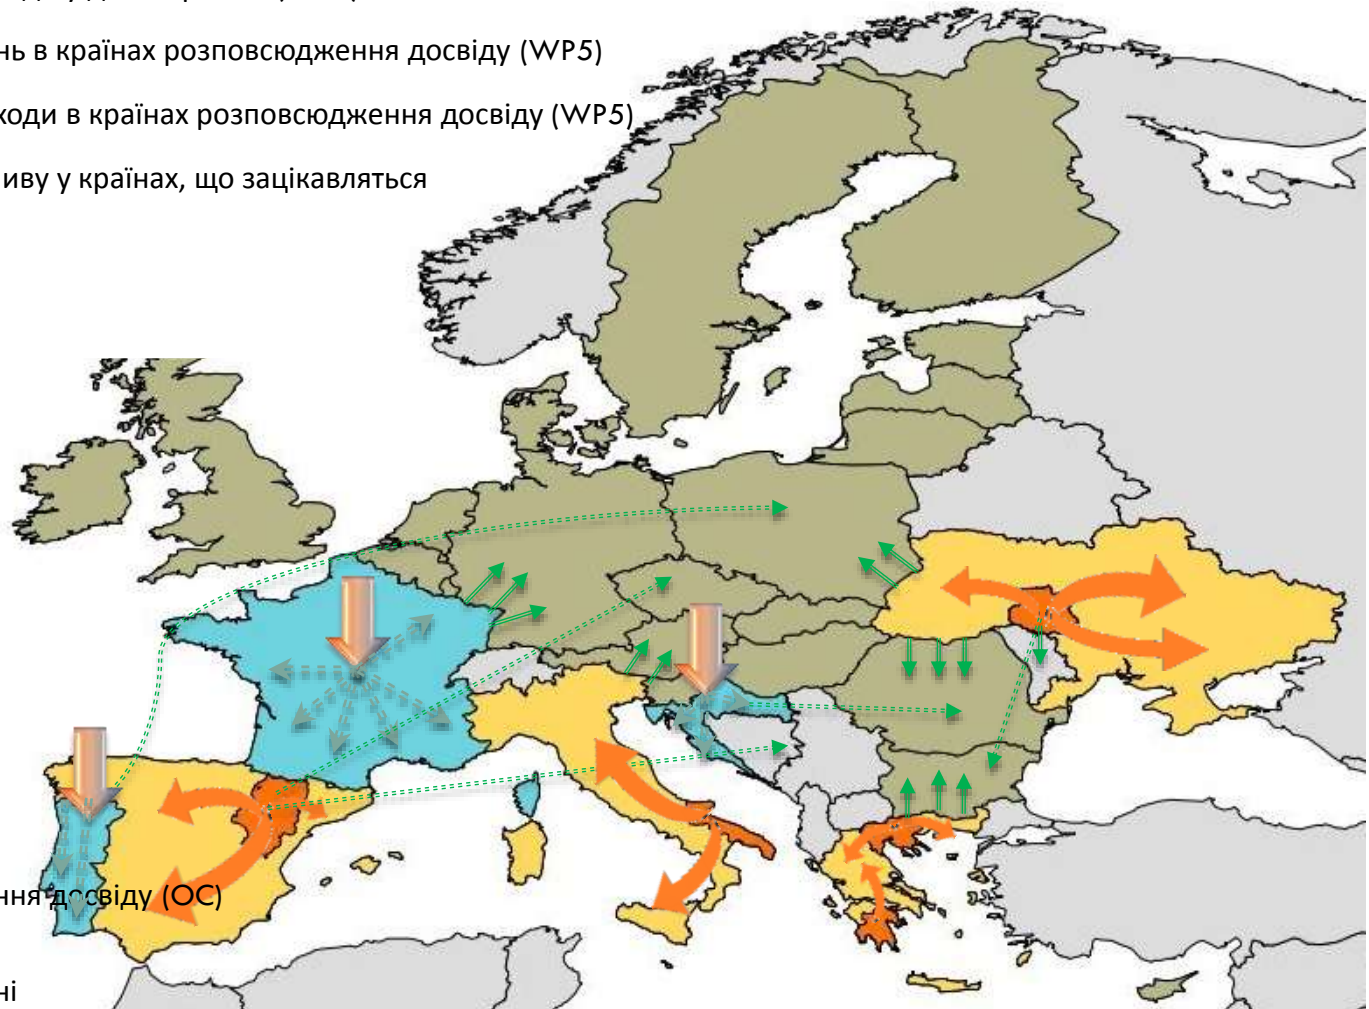 нь в країнах розповсюдження досвіду (WP5)
ходи в країнах розповсюдження досвіду (WP5)
иву у країнах, що зацікавляться
ння досвіду (ОС)
ні